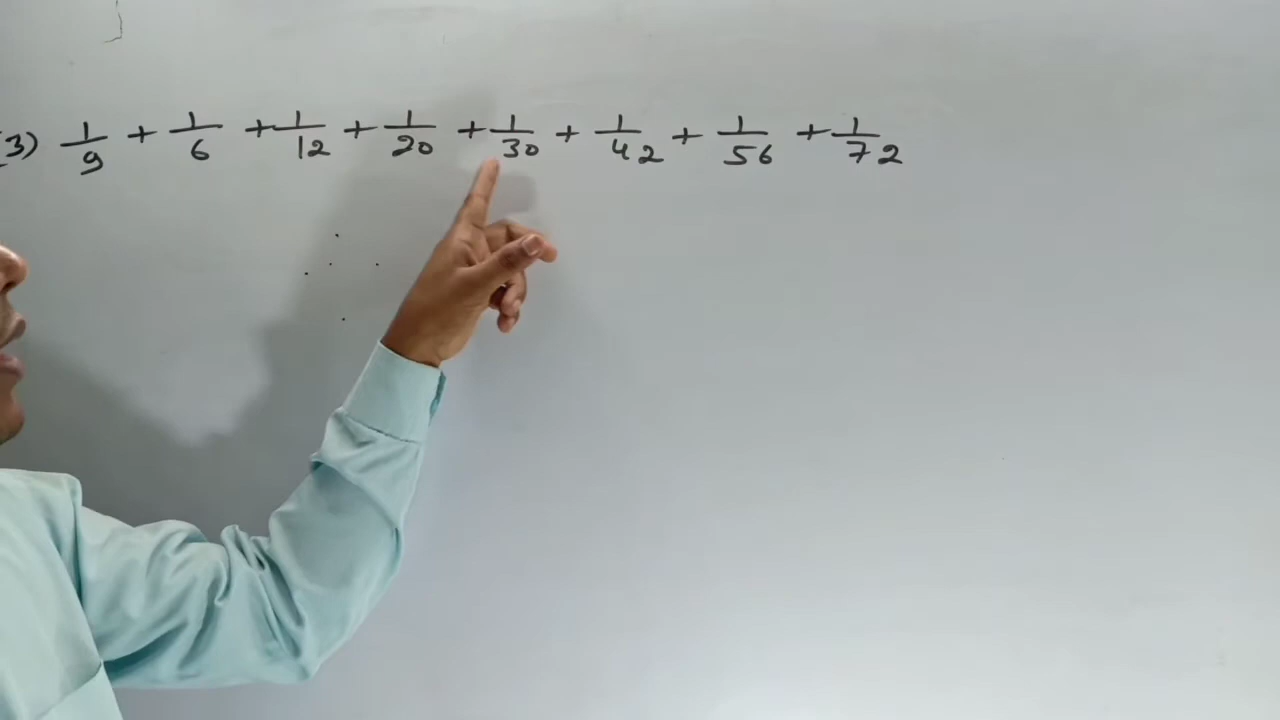 (3) 1/9 + 1/6 + 1/12 + 1/20 + 1/30 + 1/42 + 1/56 + 1/72